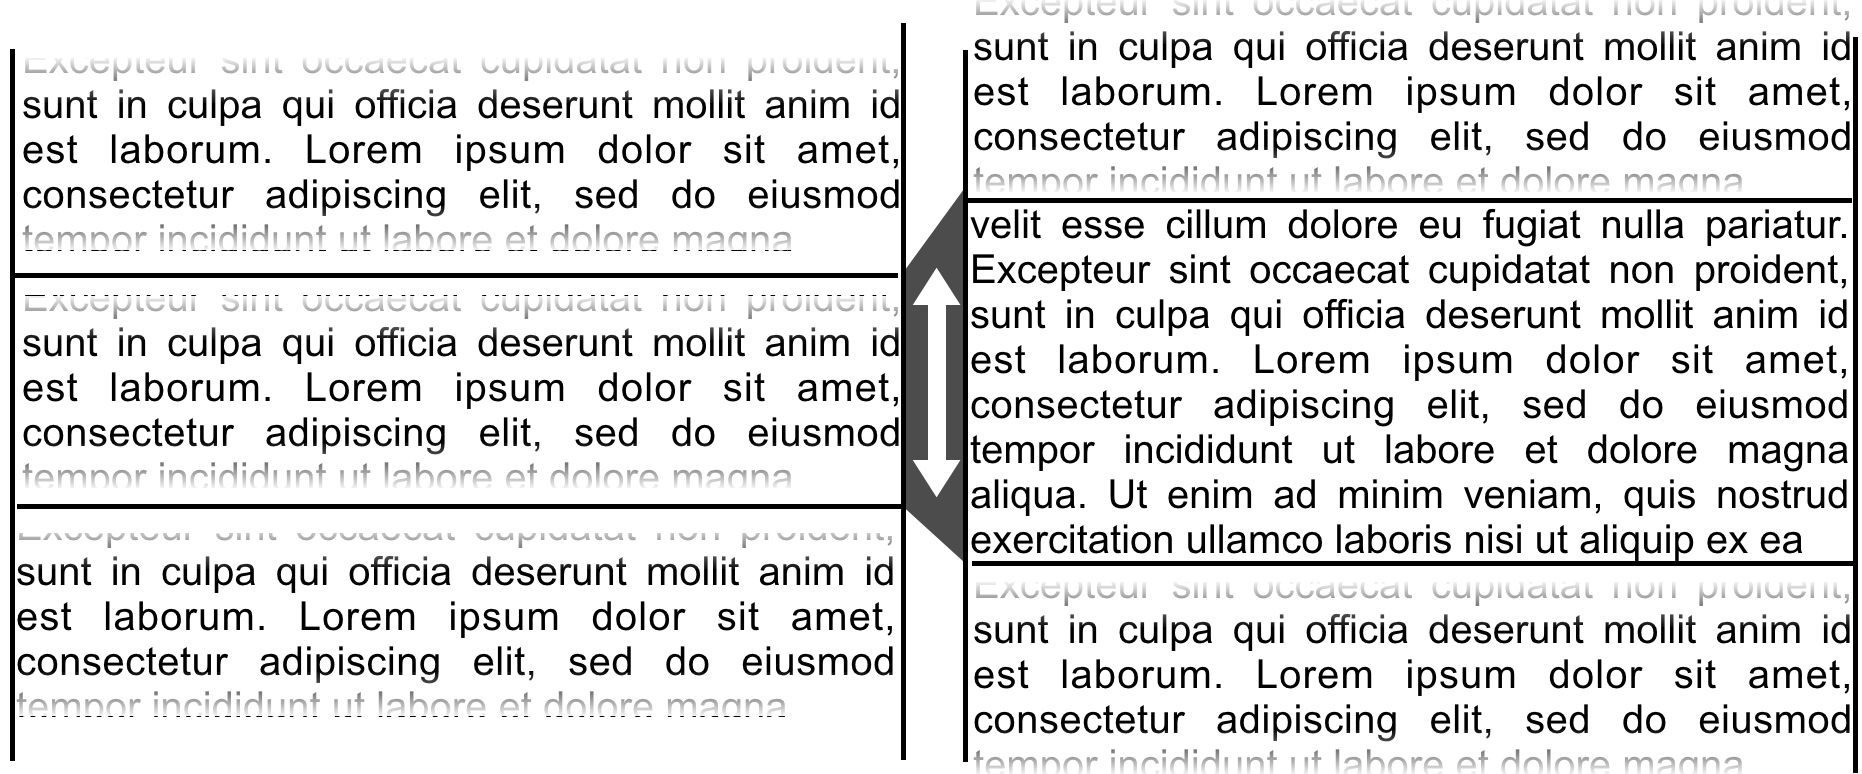 Excepteur sint occaecat cupidatat non proident,
sunt in culpa qui officia deserunt mollit anim id
est laborum. Lorem ipsum dolor sit amet,
consectetur adipiscing elit, sed do eiusmod
tempor incididunt ut labore et dolore magna
Excepteur sint occaecat cupidatat non proident,
sunt in culpa qui officia deserunt mollit anim id
est laborum. Lorem ipsum dolor sit amet,
consectetur adipiscing elit, sed do eiusmod
tempor incididunt ut labore et dolore magna
Excepteur sint occaecat cupidatat non proident,
sunt in culpa qui officia deserunt mollit anim id
est laborum. Lorem ipsum dolor sit amet,
consectetur adipiscing elit, sed do eiusmod
tempor incididunt ut labore et dolore magna
Excepteur sint occaecat cupidatat non proident,
sunt in culpa qui officia deserunt mollit anim id
est laborum. Lorem ipsum dolor sit amet,
consectetur adipiscing elit, sed do eiusmod
tempor incididunt ut labore et dolore magna
velit esse cillum dolore eu fugiat nulla pariatur.
Excepteur sint occaecat cupidatat non proident,
sunt in culpa qui officia deserunt mollit anim id
est laborum. Lorem ipsum dolor sit amet,
consectetur adipiscing elit, sed do eiusmod
tempor incididunt ut labore et dolore magna
aliqua. Ut enim ad minim veniam, quis nostrud
exercitation ullamco laboris nisi ut aliquip ex ea
Excepteur sint occaecat cupidatat non proident,
sunt in culpa qui officia deserunt mollit anim id
est laborum. Lorem ipsum dolor sit amet,
consectetur adipiscing elit, sed do eiusmod
tempor incididunt ut labore et dolore magna